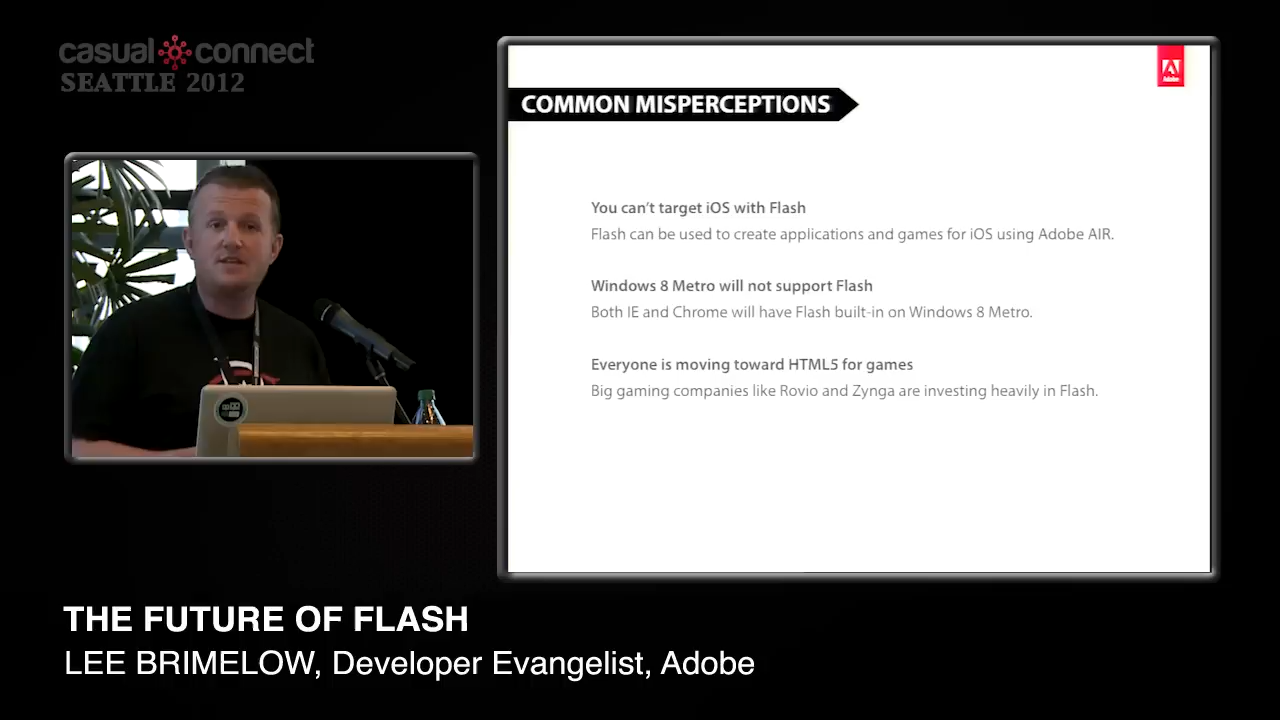 casual connect
SEATTLE 2012
Adobe
COMMON MISPERCEPTIONS
You can't target iOS with Flash
Flash can be used to create applications and games for iOS using Adobe AIR.
Windows 8 Metro will not support Flash
Both IE and Chrome will have Flash built-in on Windows 8 Metro.
Everyone is moving toward HTML5 for games
Big gaming companies like Rovio and Zynga are investing heavily in Flash.
THE FUTURE OF FLASH
LEE BRIMELOW, Developer Evangelist, Adobe